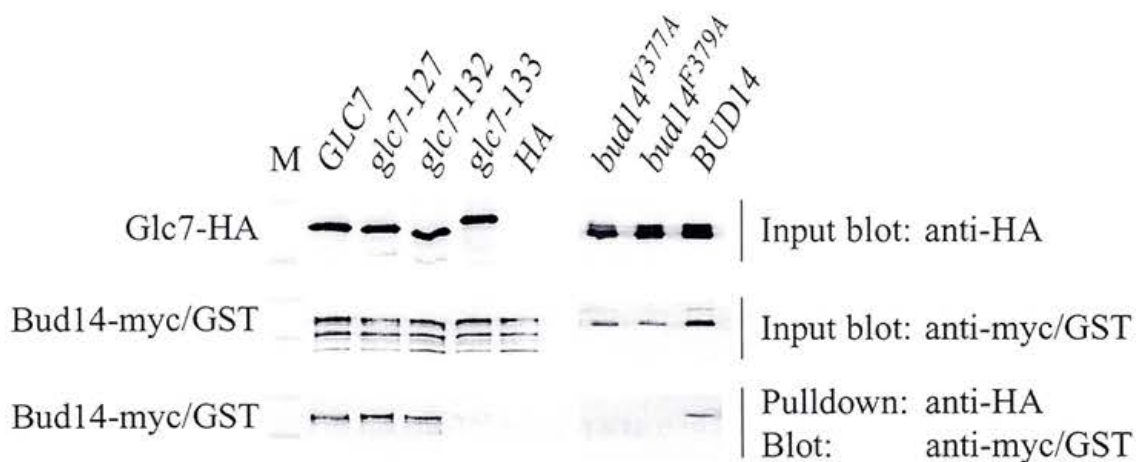 M GLC7 glc7-127 glc7-132 glc7-133 HA bud14V377A bud14F379A BUD14
Glc7-HA Input blot: anti-HA
Bud14-myc/GST Input blot: anti-myc/GST
Bud14-myc/GST Pulldown: anti-HA
Blot: anti-myc/GST